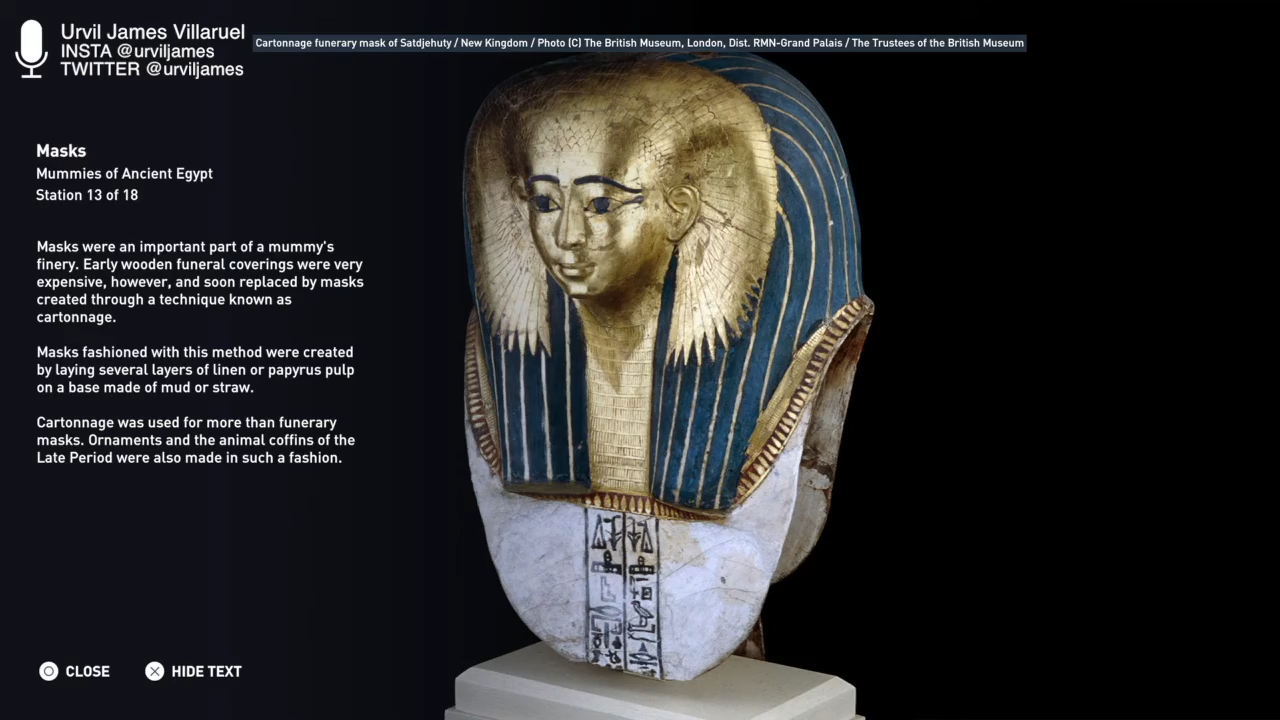 Urvil James Villaruel
INSTA @urviljames
TWITTER @urviljames
Cartonnage funerary mask of Satdjehuty / New Kingdom / Photo (C) The British Museum, London, Dist. RMN-Grand Palais / The Trustees of the British Museum
Masks
Mummies of Ancient Egypt
Station 13 of 18
Masks were an important part of a mummy's
finery. Early wooden funeral coverings were very
expensive, however, and soon replaced by masks
created through a technique known as
cartonnage.
Masks fashioned with this method were created
by laying several layers of linen or papyrus pulp
on a base made of mud or straw.
Cartonnage was used for more than funerary
masks. Ornaments and the animal coffins of the
Late Period were also made in such a fashion.
CLOSE
HIDE TEXT